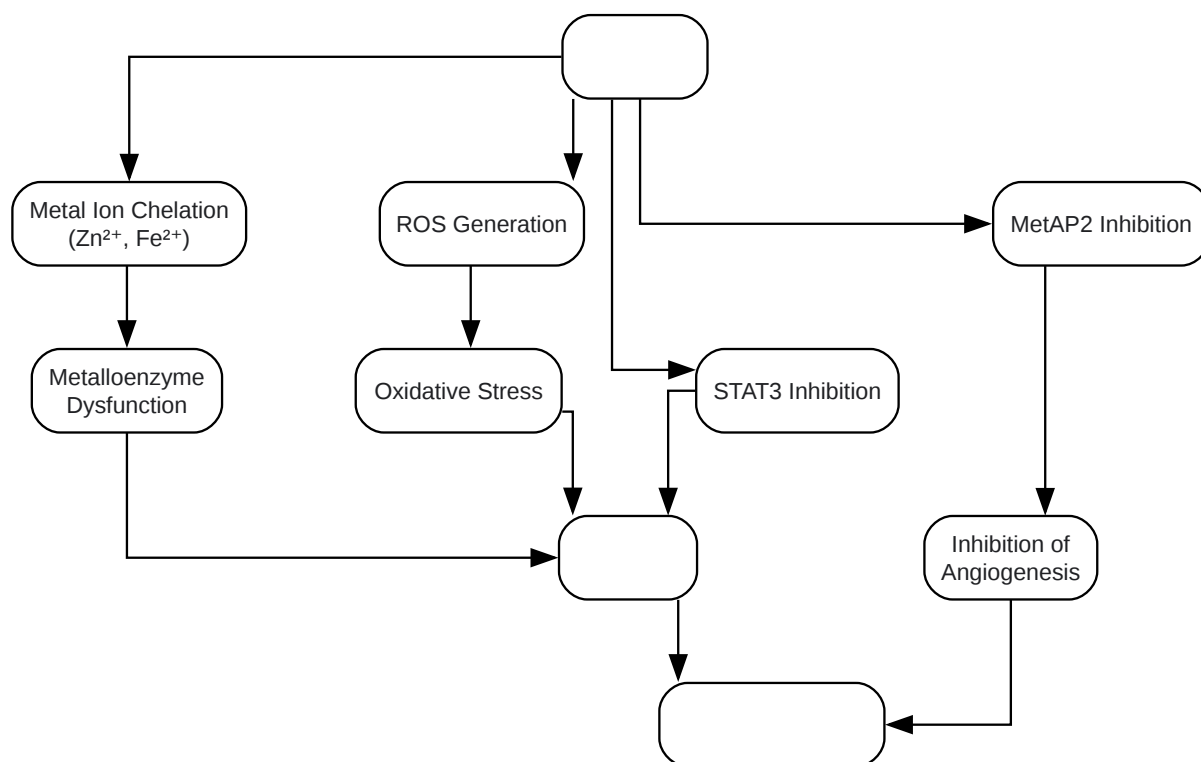 Metal Ion Chelation
(Zn²⁺, Fe²⁺)
ROS Generation
MetAP2 Inhibition
Metalloenzyme
Dysfunction
Oxidative Stress
STAT3 Inhibition
Inhibition of
Angiogenesis